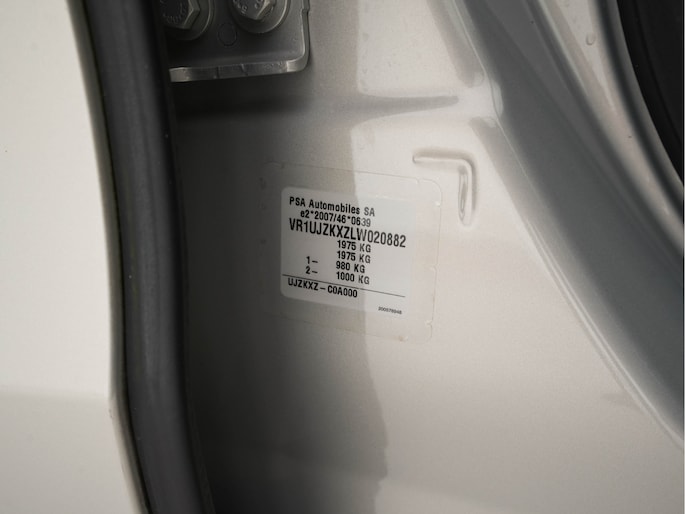 PSA Automobiles SA
e2*2007/46*0639
VR1UJZKXZLW020882
1975 KG
1975 KG
1– 980 KG
2– 1000 KG
UJZKXZ – C0A000